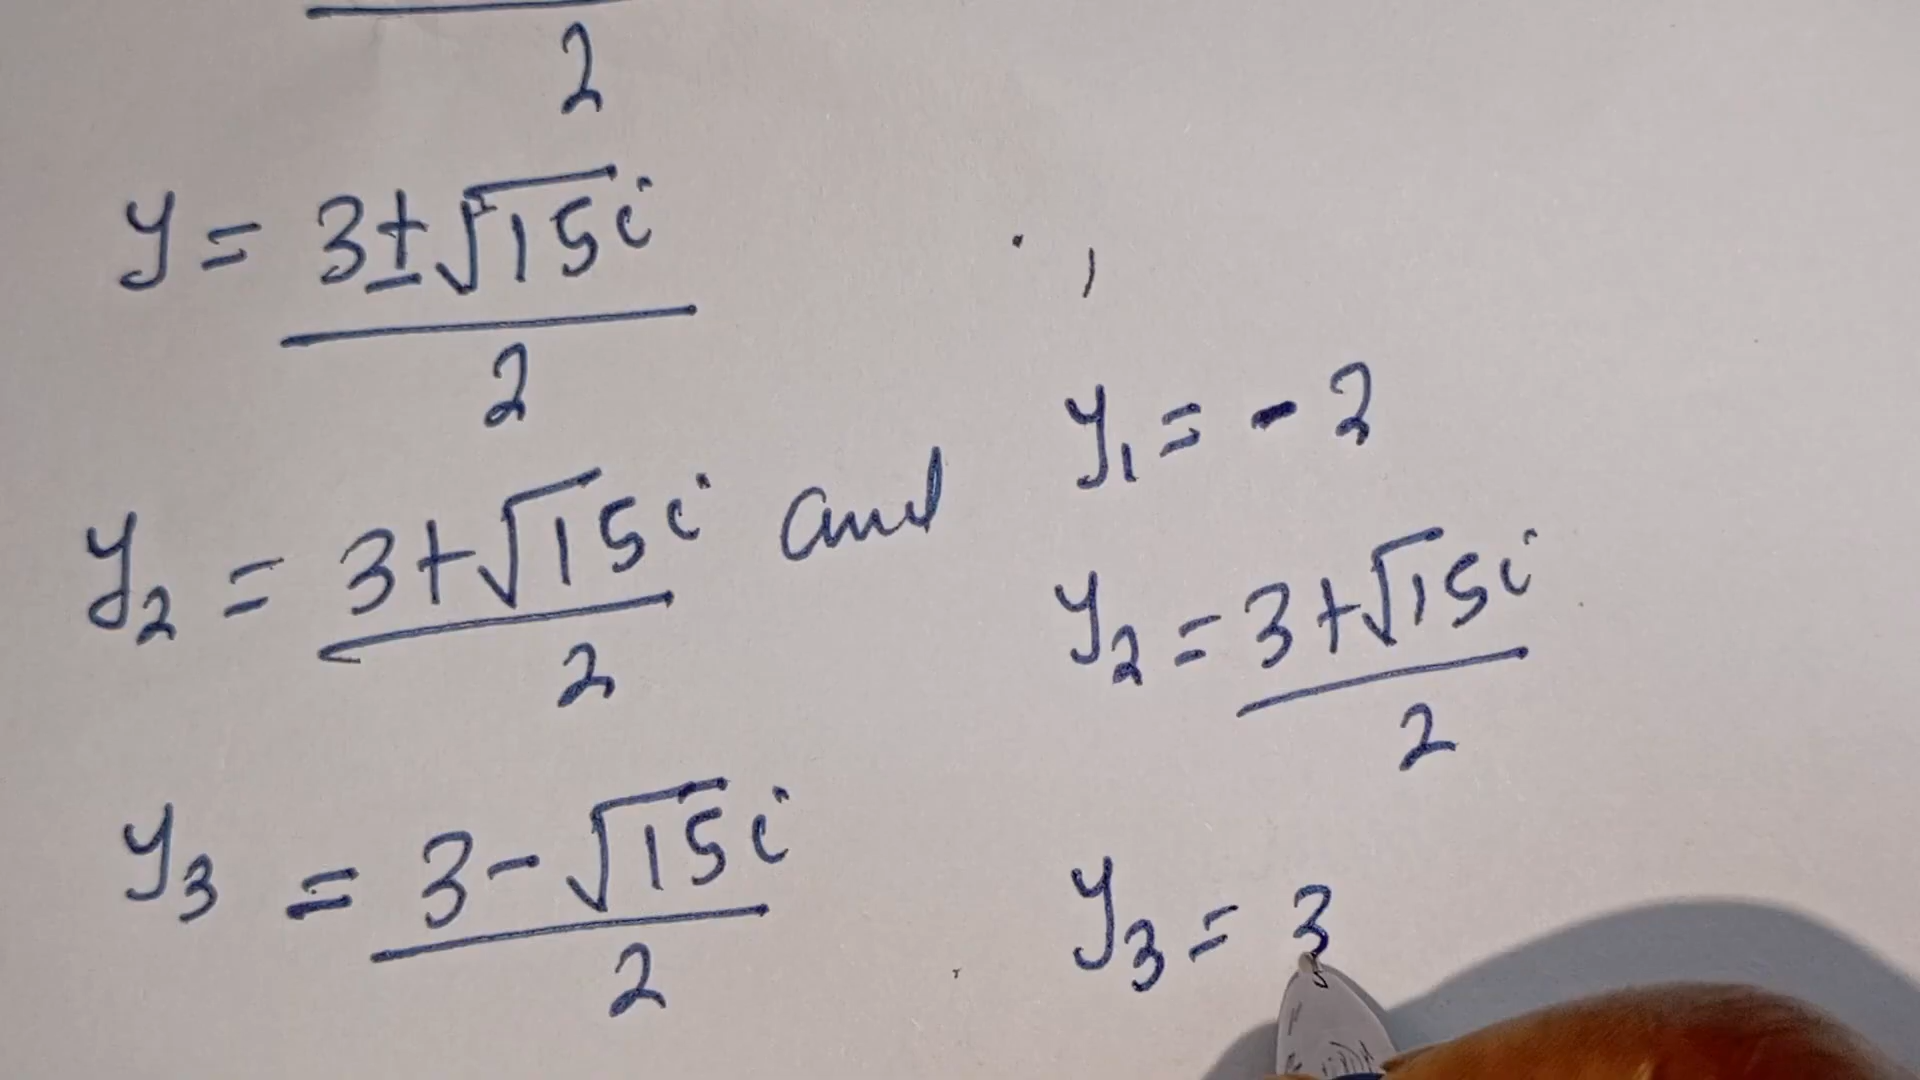 2
y = 3±√15i
2
y₂ = 3+√15i and
2
y₃ = 3-√15i
2
y₁ = - 2
y₂ = 3+√15i
2
y₃ = 3